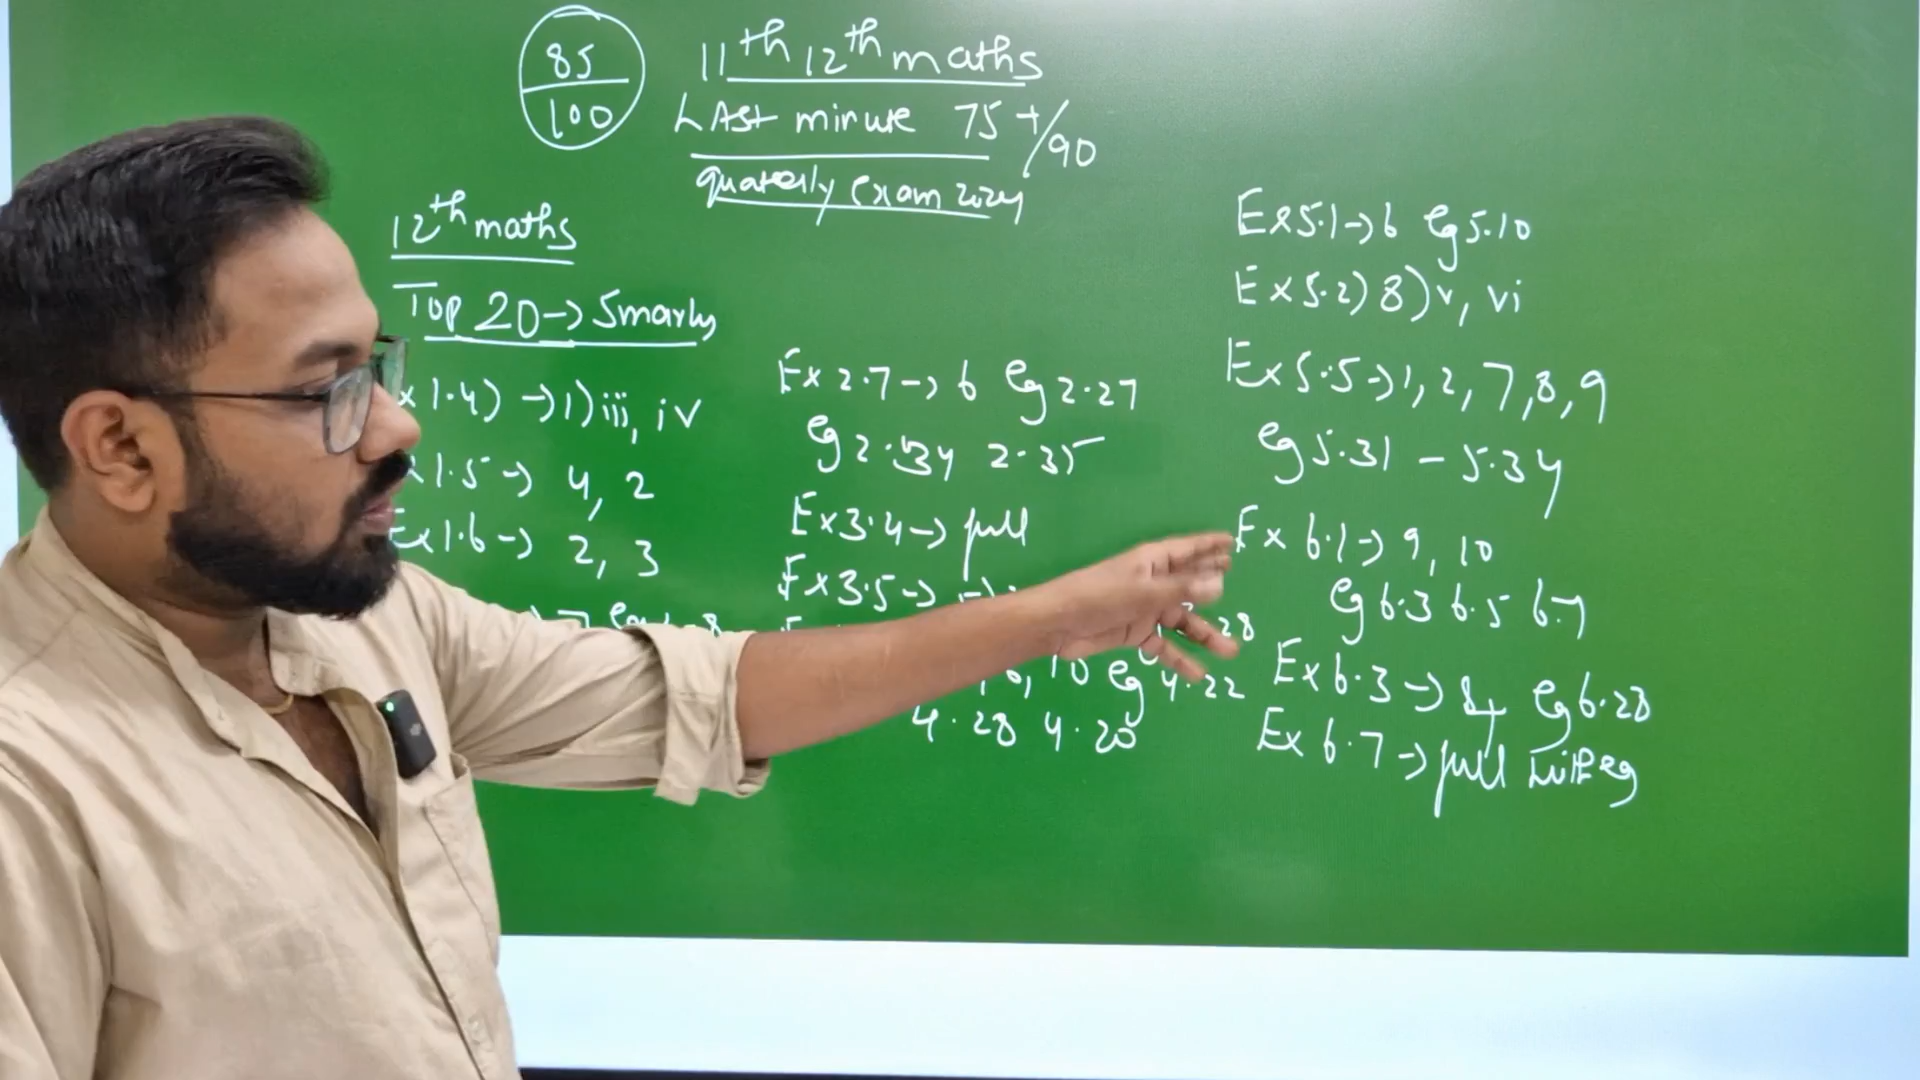 85
100
11th 12th maths
LAst minute 75+/90
quaterly exam 2024
12th maths
Top 20 -> Smartly
x 1.4) -> 1) iii, iv
1.5 -> 4, 2
Ex 1.6 -> 2, 3
Ex 2.7 -> 6 eg 2.27
eg 2.34 2.35
Ex 3.4 -> full
Ex 3.5 ->
28
10 eg 4.22
4.28 4.20
Ex 5.1 -> 6 eg 5.10
Ex 5.2) 8) v, vi
Ex 5.5 -> 1, 2, 7, 8, 9
eg 5.31 - 5.34
Ex 6.1 -> 9, 10
eg 6.3 6.5 6.7
Ex 6.3 -> eg 6.23
Ex 6.7 -> full eg